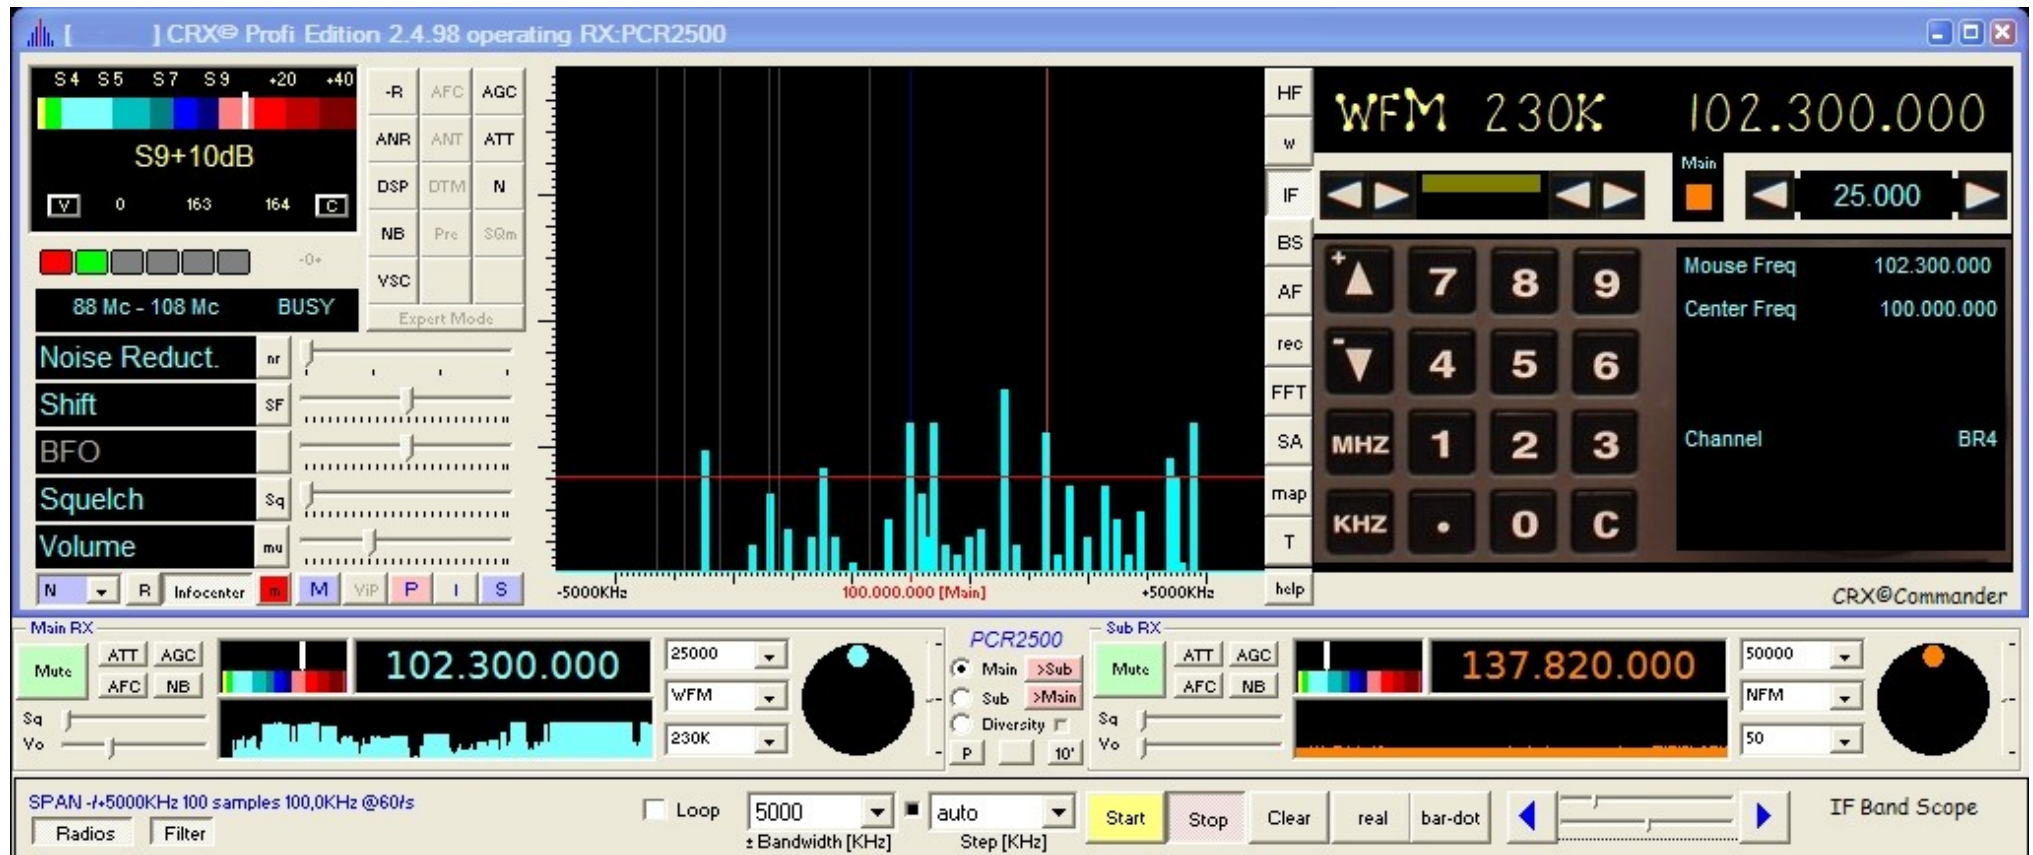 [ ] CRX© Profi Edition 2.4.98 operating RX:PCR2500
S4 S5 S7 S9 +20 +40
S9+10dB
V 0 163 164 C
-0+
88 Mc - 108 Mc BUSY
-R AFC AGC
ANR ANT ATT
DSP DTM N
NB Pre SQm
VSC
Expert Mode
Noise Reduct. nr
Shift SF
BFO
Squelch Sq
Volume mu
N R Infocenter m M ViP P I S
-5000KHz 100.000.000 [Main] +5000KHz
HF
w
IF
BS
AF
rec
FFT
SA
map
T
help
WFM 230K 102.300.000
Main
25.000
+ 7 8 9
- 4 5 6
MHZ 1 2 3
KHZ . 0 C
Mouse Freq 102.300.000
Center Freq 100.000.000
Channel BR4
CRX©Commander
Main RX
Mute ATT AGC
AFC NB
Sq
Vo
102.300.000
25000
WFM
230K
PCR2500
Main >Sub
Sub >Main
Diversity
P 10'
Sub RX
Mute ATT AGC
AFC NB
Sq
Vo
137.820.000
50000
NFM
50
SPAN -/+5000KHz 100 samples 100,0KHz @60/s
Radios Filter
Loop 5000 auto
± Bandwidth [KHz] Step [KHz]
Start Stop Clear real bar-dot
IF Band Scope